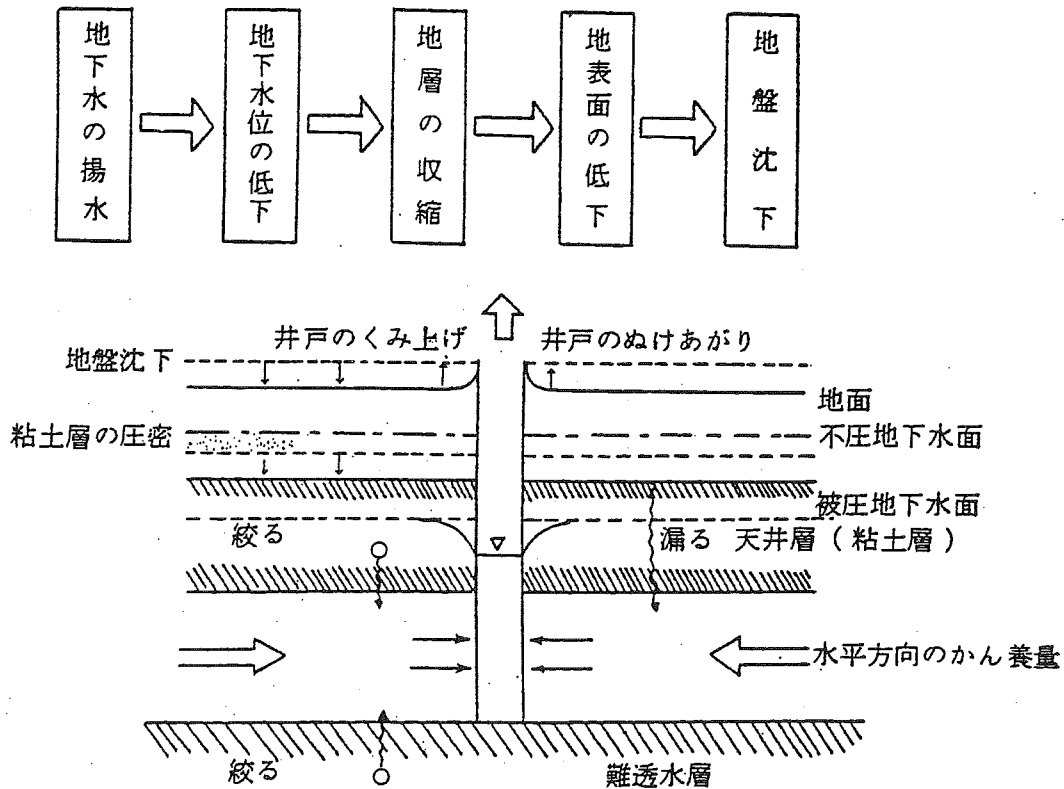 地下水の揚水
地下水位の低下
地層の収縮
地表面の低下
地盤沈下
井戸のくみ上げ
井戸のぬけあがり
地盤沈下
地面
粘土層の圧密
不圧地下水面
被圧地下水面
絞る
漏る 天井層(粘土層)
水平方向のかん養量
絞る
難透水層